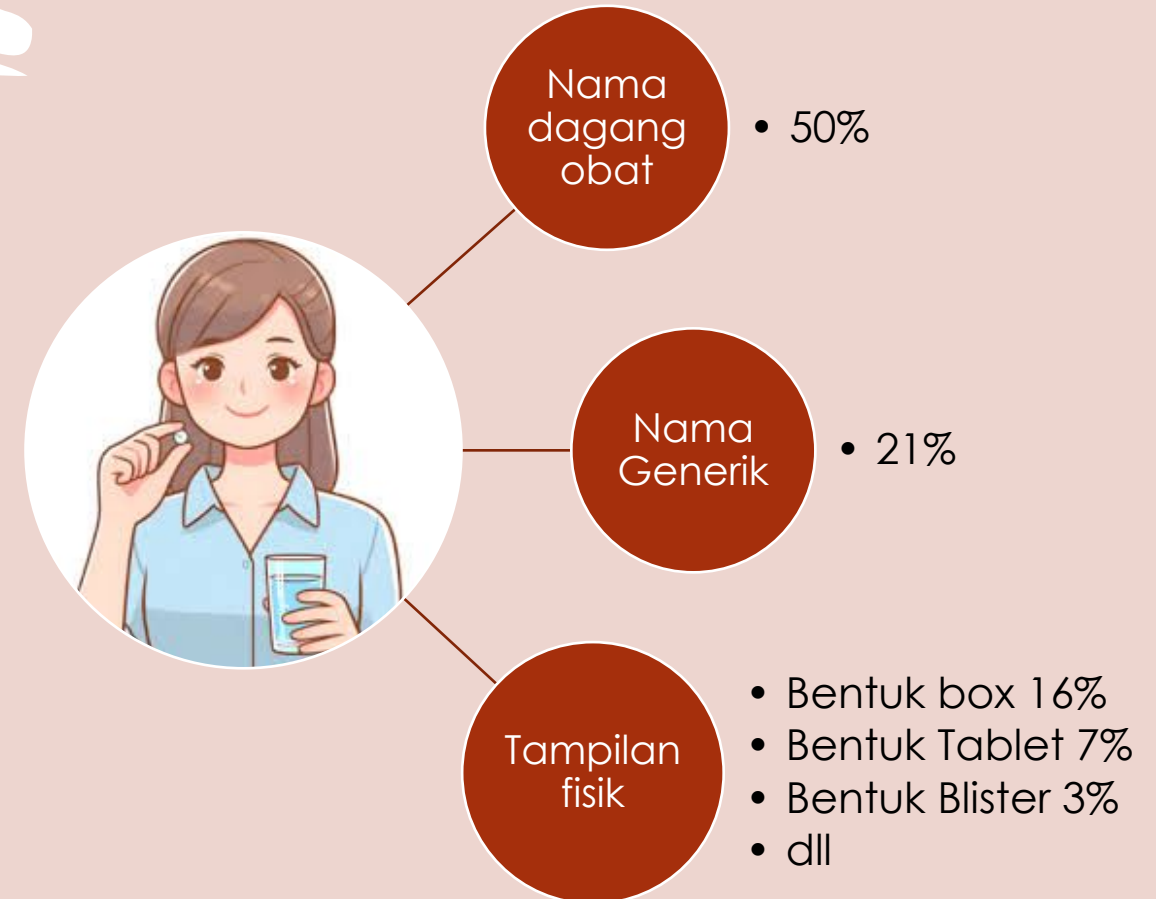 Nama
dagang
obat
• 50%
Nama
Generik
• 21%
Tampilan
fisik
• Bentuk box 16%
• Bentuk Tablet 7%
• Bentuk Blister 3%
• dll